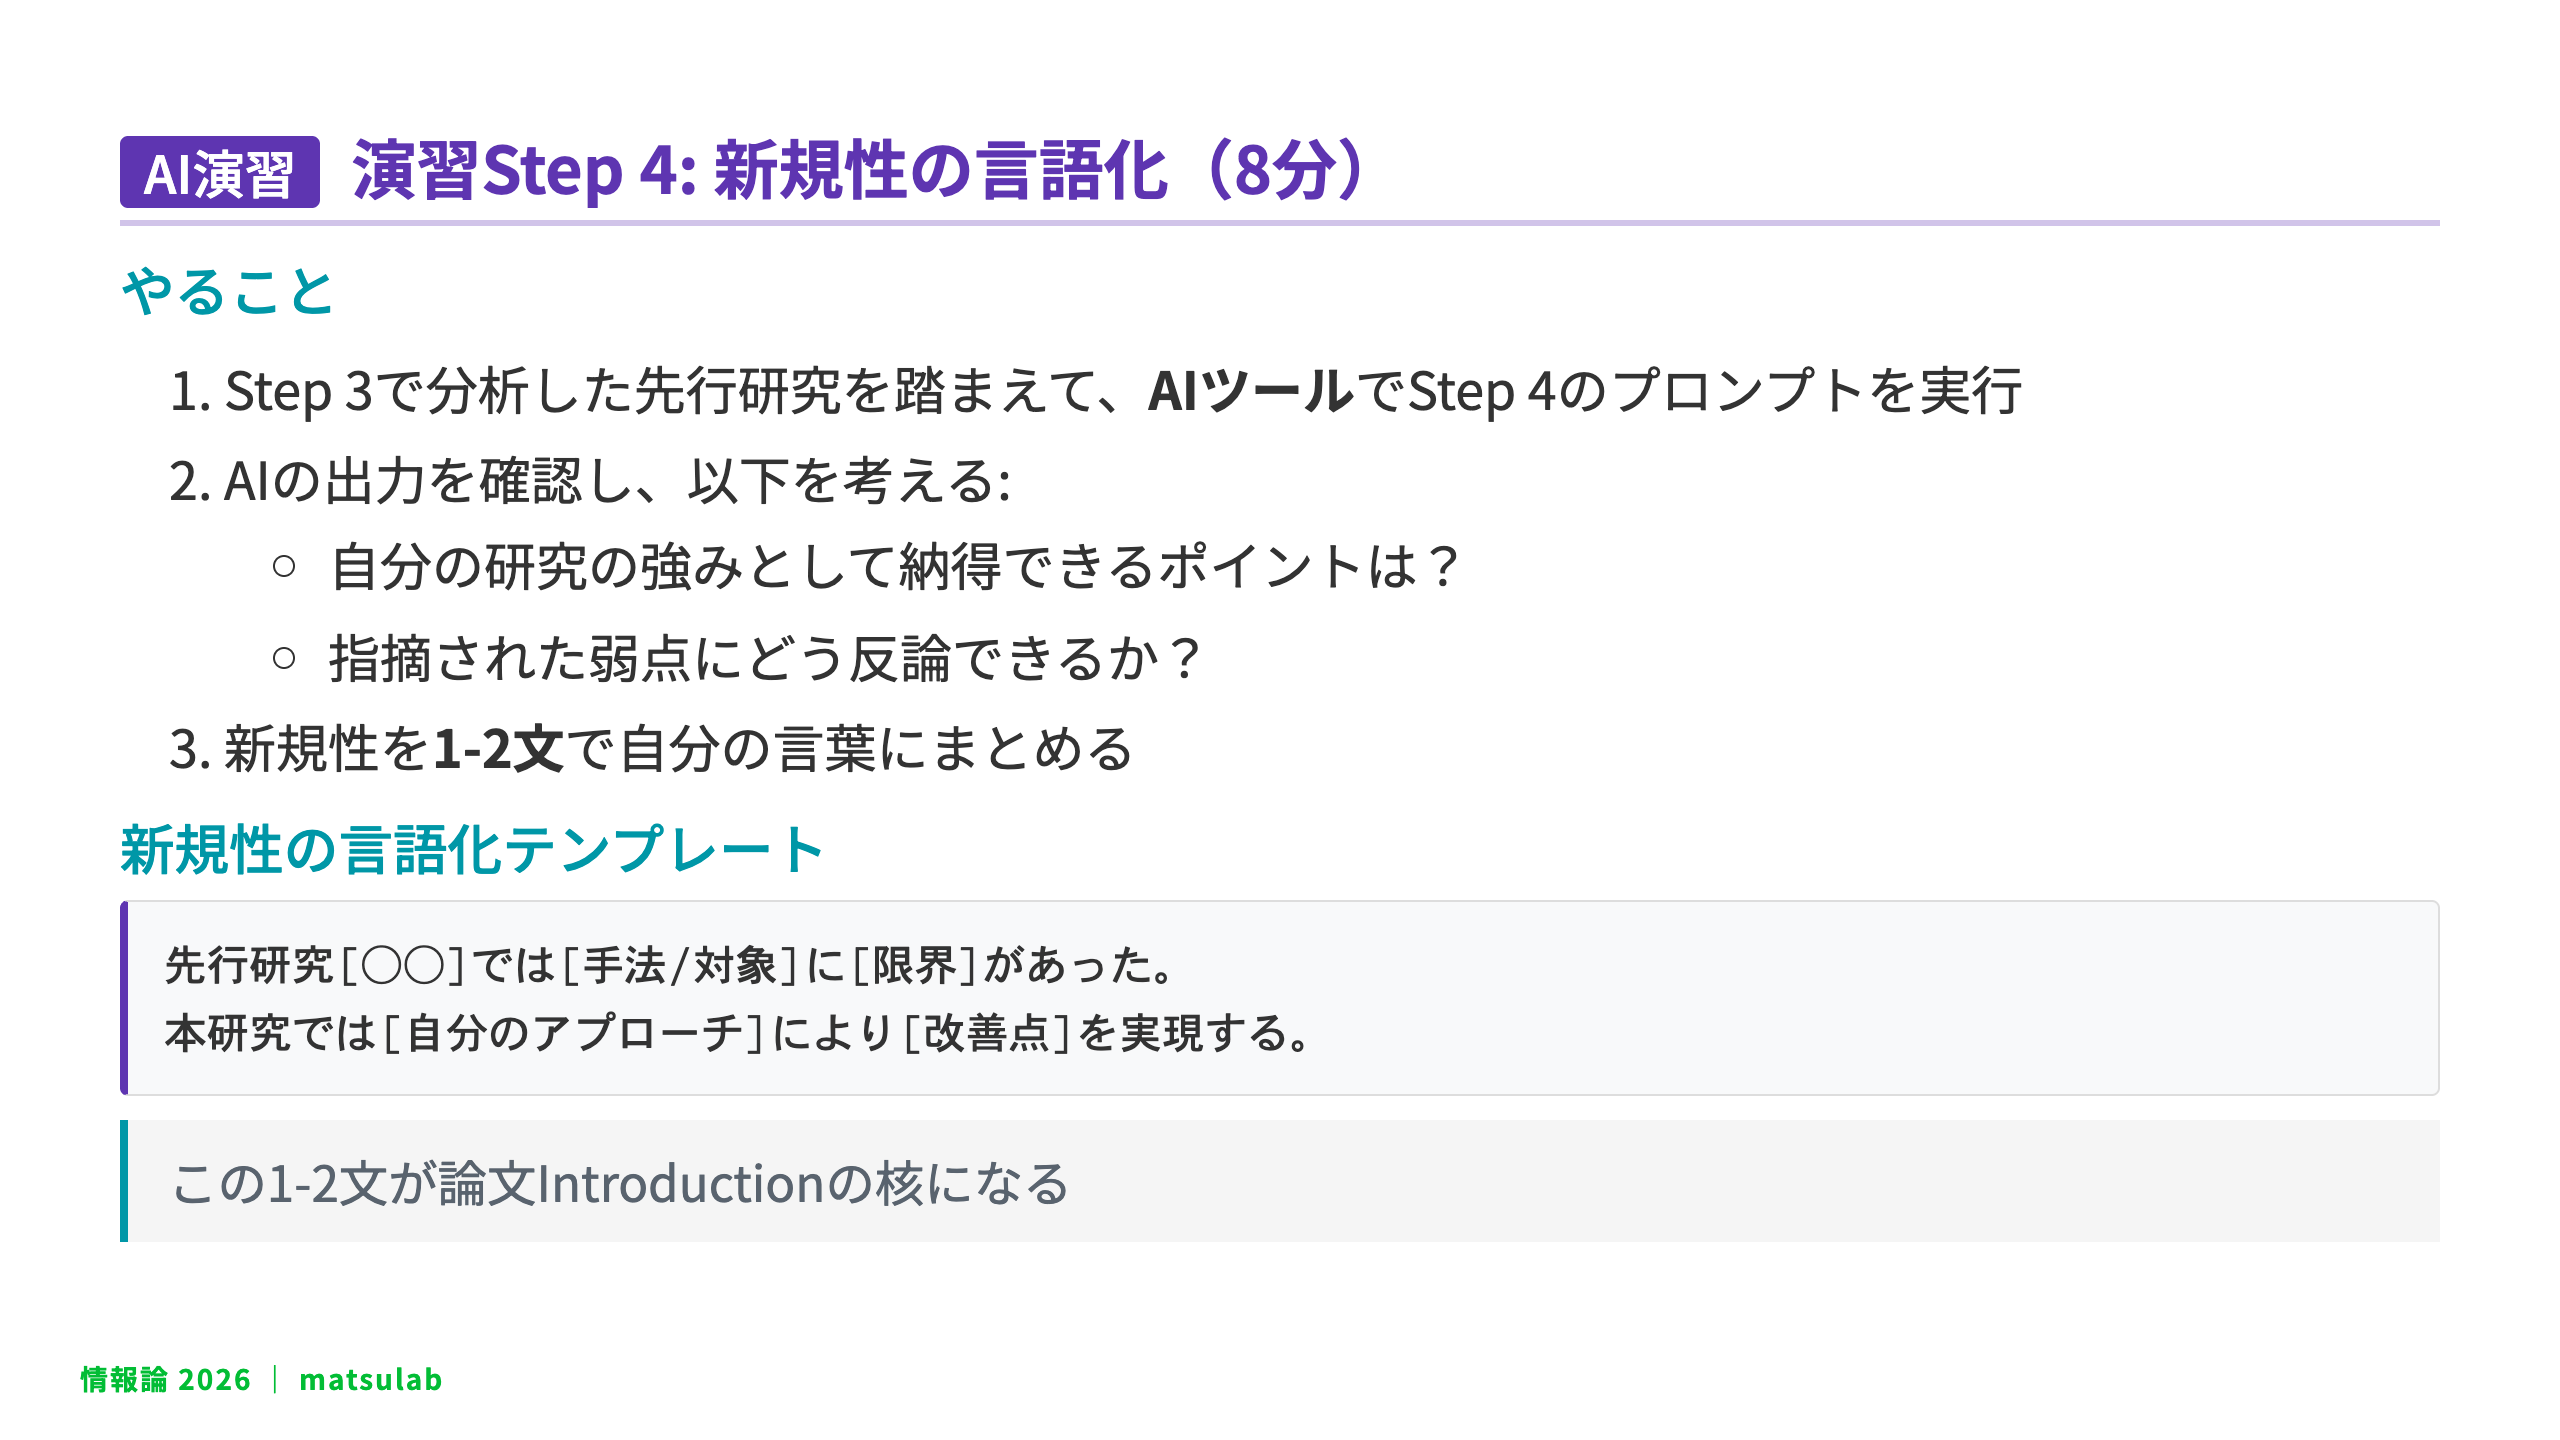 AI演習 演習Step 4: 新規性の言語化（8分）
やること
1. Step 3で分析した先行研究を踏まえて、AIツールでStep 4のプロンプトを実行
2. AIの出力を確認し、以下を考える:
○ 自分の研究の強みとして納得できるポイントは？
○ 指摘された弱点にどう反論できるか？
3. 新規性を1-2文で自分の言葉にまとめる
新規性の言語化テンプレート
先行研究[〇〇]では[手法/対象]に[限界]があった。
本研究では[自分のアプローチ]により[改善点]を実現する。
この1-2文が論文Introductionの核になる
情報論 2026 ｜ matsulab